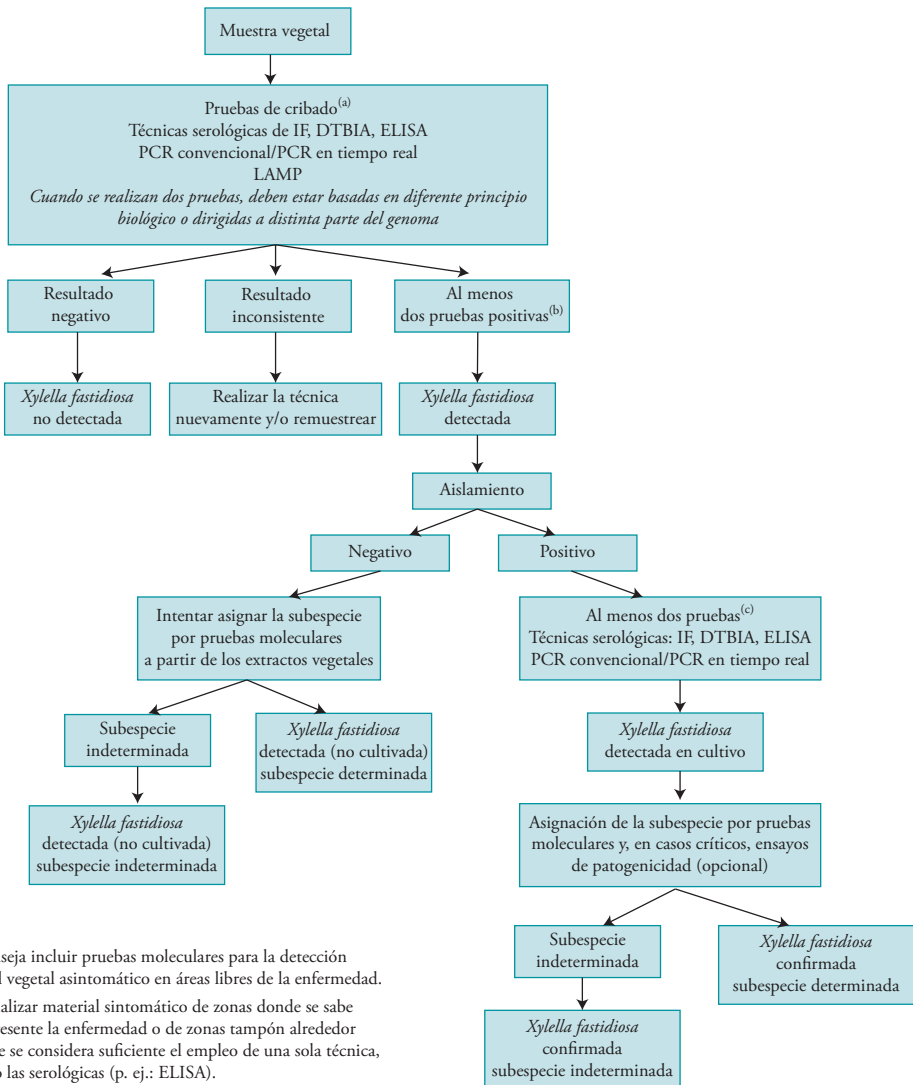 Muestra vegetal
Pruebas de cribado(a)
Técnicas serológicas de IF, DTBIA, ELISA
PCR convencional/PCR en tiempo real
LAMP
Cuando se realizan dos pruebas, deben estar basadas en diferente principio
biológico o dirigidas a distinta parte del genoma
Resultado
negativo
Resultado
inconsistente
Al menos
dos pruebas positivas(b)
Xylella fastidiosa
no detectada
Realizar la técnica
nuevamente y/o remuestrear
Xylella fastidiosa
detectada
Aislamiento
Negativo
Positivo
Intentar asignar la subespecie
por pruebas moleculares
a partir de los extractos vegetales
Al menos dos pruebas(c)
Técnicas serológicas: IF, DTBIA, ELISA
PCR convencional/PCR en tiempo real
Subespecie
indeterminada
Xylella fastidiosa
detectada (no cultivada)
subespecie determinada
Xylella fastidiosa
detectada en cultivo
Xylella fastidiosa
detectada (no cultivada)
subespecie indeterminada
Asignación de la subespecie por pruebas
moleculares y, en casos críticos, ensayos
de patogenicidad (opcional)
Subespecie
indeterminada
Xylella fastidiosa
confirmada
subespecie determinada
Xylella fastidiosa
confirmada
subespecie indeterminada
seja incluir pruebas moleculares para la detección
l vegetal asintomático en áreas libres de la enfermedad.
alizar material sintomático de zonas donde se sabe
esente la enfermedad o de zonas tampón alrededor
e se considera suficiente el empleo de una sola técnica,
o las serológicas (p. ej.: ELISA).